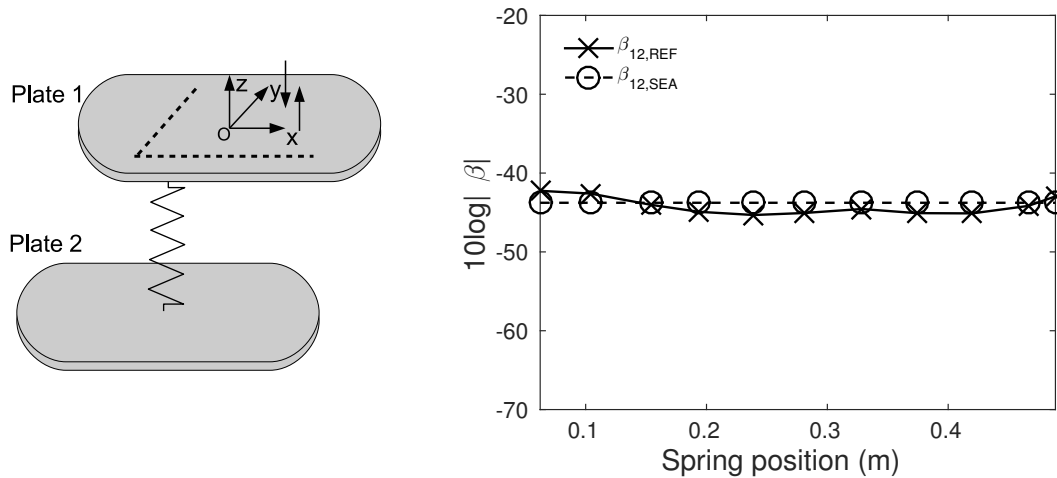 Plate 1
z
y
O
x
Plate 2
10log| β|
-20
-30
-40
-50
-60
-70
β12,REF
β12,SEA
0.1
0.2
0.3
0.4
Spring position (m)